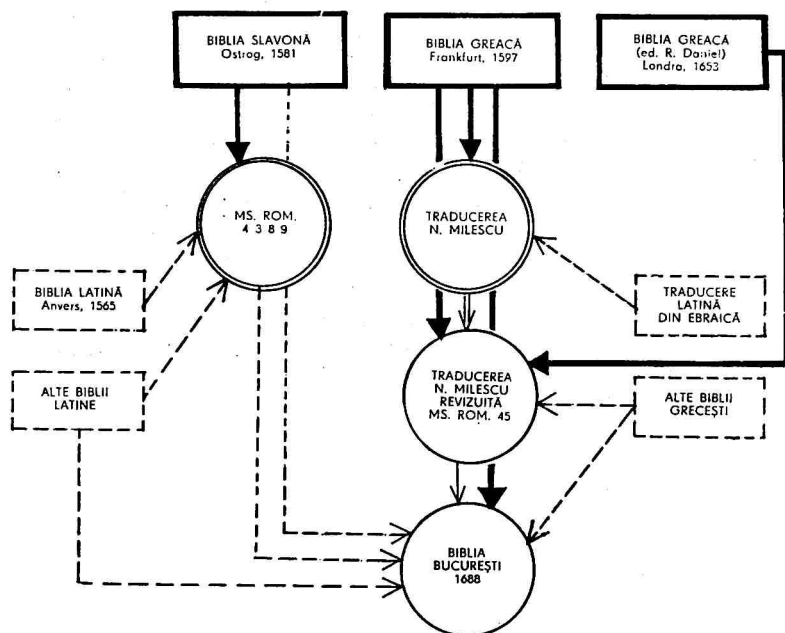 BIBLIA SLAVONĂ
Ostrog, 1581
BIBLIA GREACĂ
Frankfurt, 1597
BIBLIA GREACĂ
(ed. R. Daniel)
Londra, 1653
MS. ROM.
4 3 8 9
TRADUCEREA
N. MILESCU
BIBLIA LATINĂ
Anvers, 1565
TRADUCERE
LATINĂ
DIN EBRAICĂ
ALTE BIBLII
LATINE
TRADUCEREA
N. MILESCU
REVIZUITĂ
MS. ROM. 45
ALTE BIBLII
GRECEȘTI
BIBLIA
BUCUREȘTI
1688